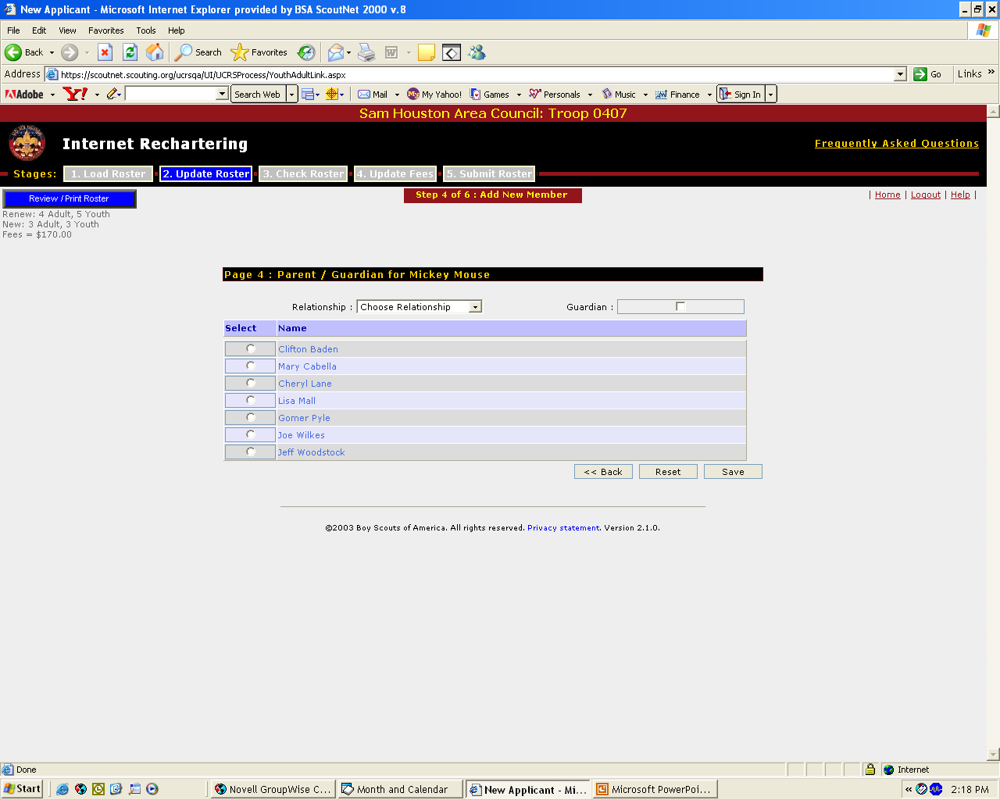 New Applicant - Microsoft Internet Explorer provided by BSA ScoutNet 2000 v.8
File Edit View Favorites Tools Help
Back Search Favorites
Address https://scoutnet.scouting.org/ucrsqa/UI/UCRSProcess/YouthAdultLink.aspx Go Links »
Adobe Y! Search Web Mail My Yahoo! Games Personals Music Finance Sign In
Sam Houston Area Council: Troop 0407
Internet Rechartering
Frequently Asked Questions
Stages: 1. Load Roster 2. Update Roster 3. Check Roster 4. Update Fees 5. Submit Roster
Review / Print Roster
Step 4 of 6 : Add New Member
| Home | Logout | Help |
Renew: 4 Adult, 5 Youth
New: 3 Adult, 3 Youth
Fees = $170.00
Page 4 : Parent / Guardian for Mickey Mouse
Relationship : Choose Relationship Guardian :
Select Name
Clifton Baden
Mary Cabella
Cheryl Lane
Lisa Mall
Gomer Pyle
Joe Wilkes
Jeff Woodstock
<< Back Reset Save
©2003 Boy Scouts of America. All rights reserved. Privacy statement. Version 2.1.0.
Done Internet
Start Novell GroupWise C... Month and Calendar New Applicant - Mi... Microsoft PowerPoi... « 2:18 PM